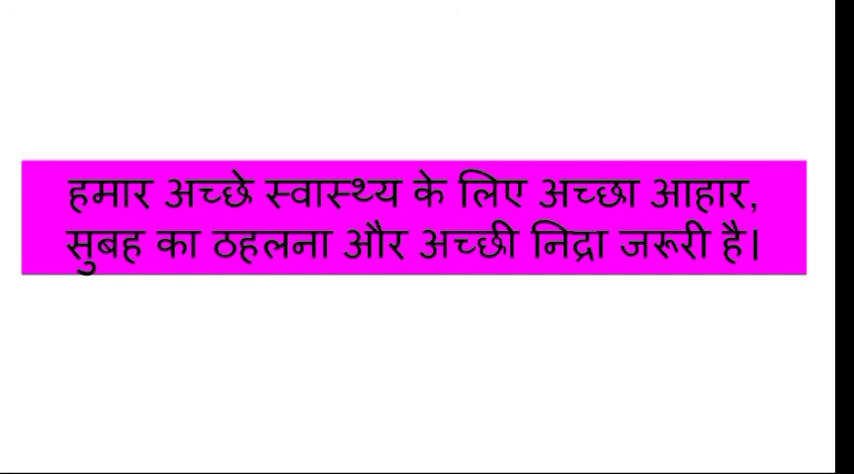 हमार अच्छे स्वास्थ्य के लिए अच्छा आहार,
सुबह का ठहलना और अच्छी निद्रा जरूरी है।